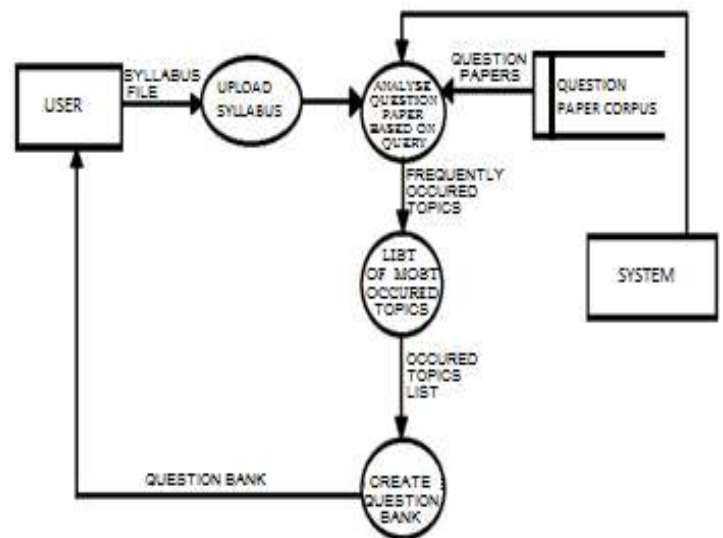 SYLLABUS
FILE
USER
UPLOAD
SYLLABUS
ANALYSE
QUESTION
PAPER
BASED ON
QUERY
QUESTION
PAPERS
QUESTION
PAPER CORPUS
FREQUENTLY
OCCURED
TOPICS
LIST
OF MOST
OCCURED
TOPICS
SYSTEM
OCCURED
TOPICS
LIST
QUESTION BANK
CREATE
QUESTION
BANK